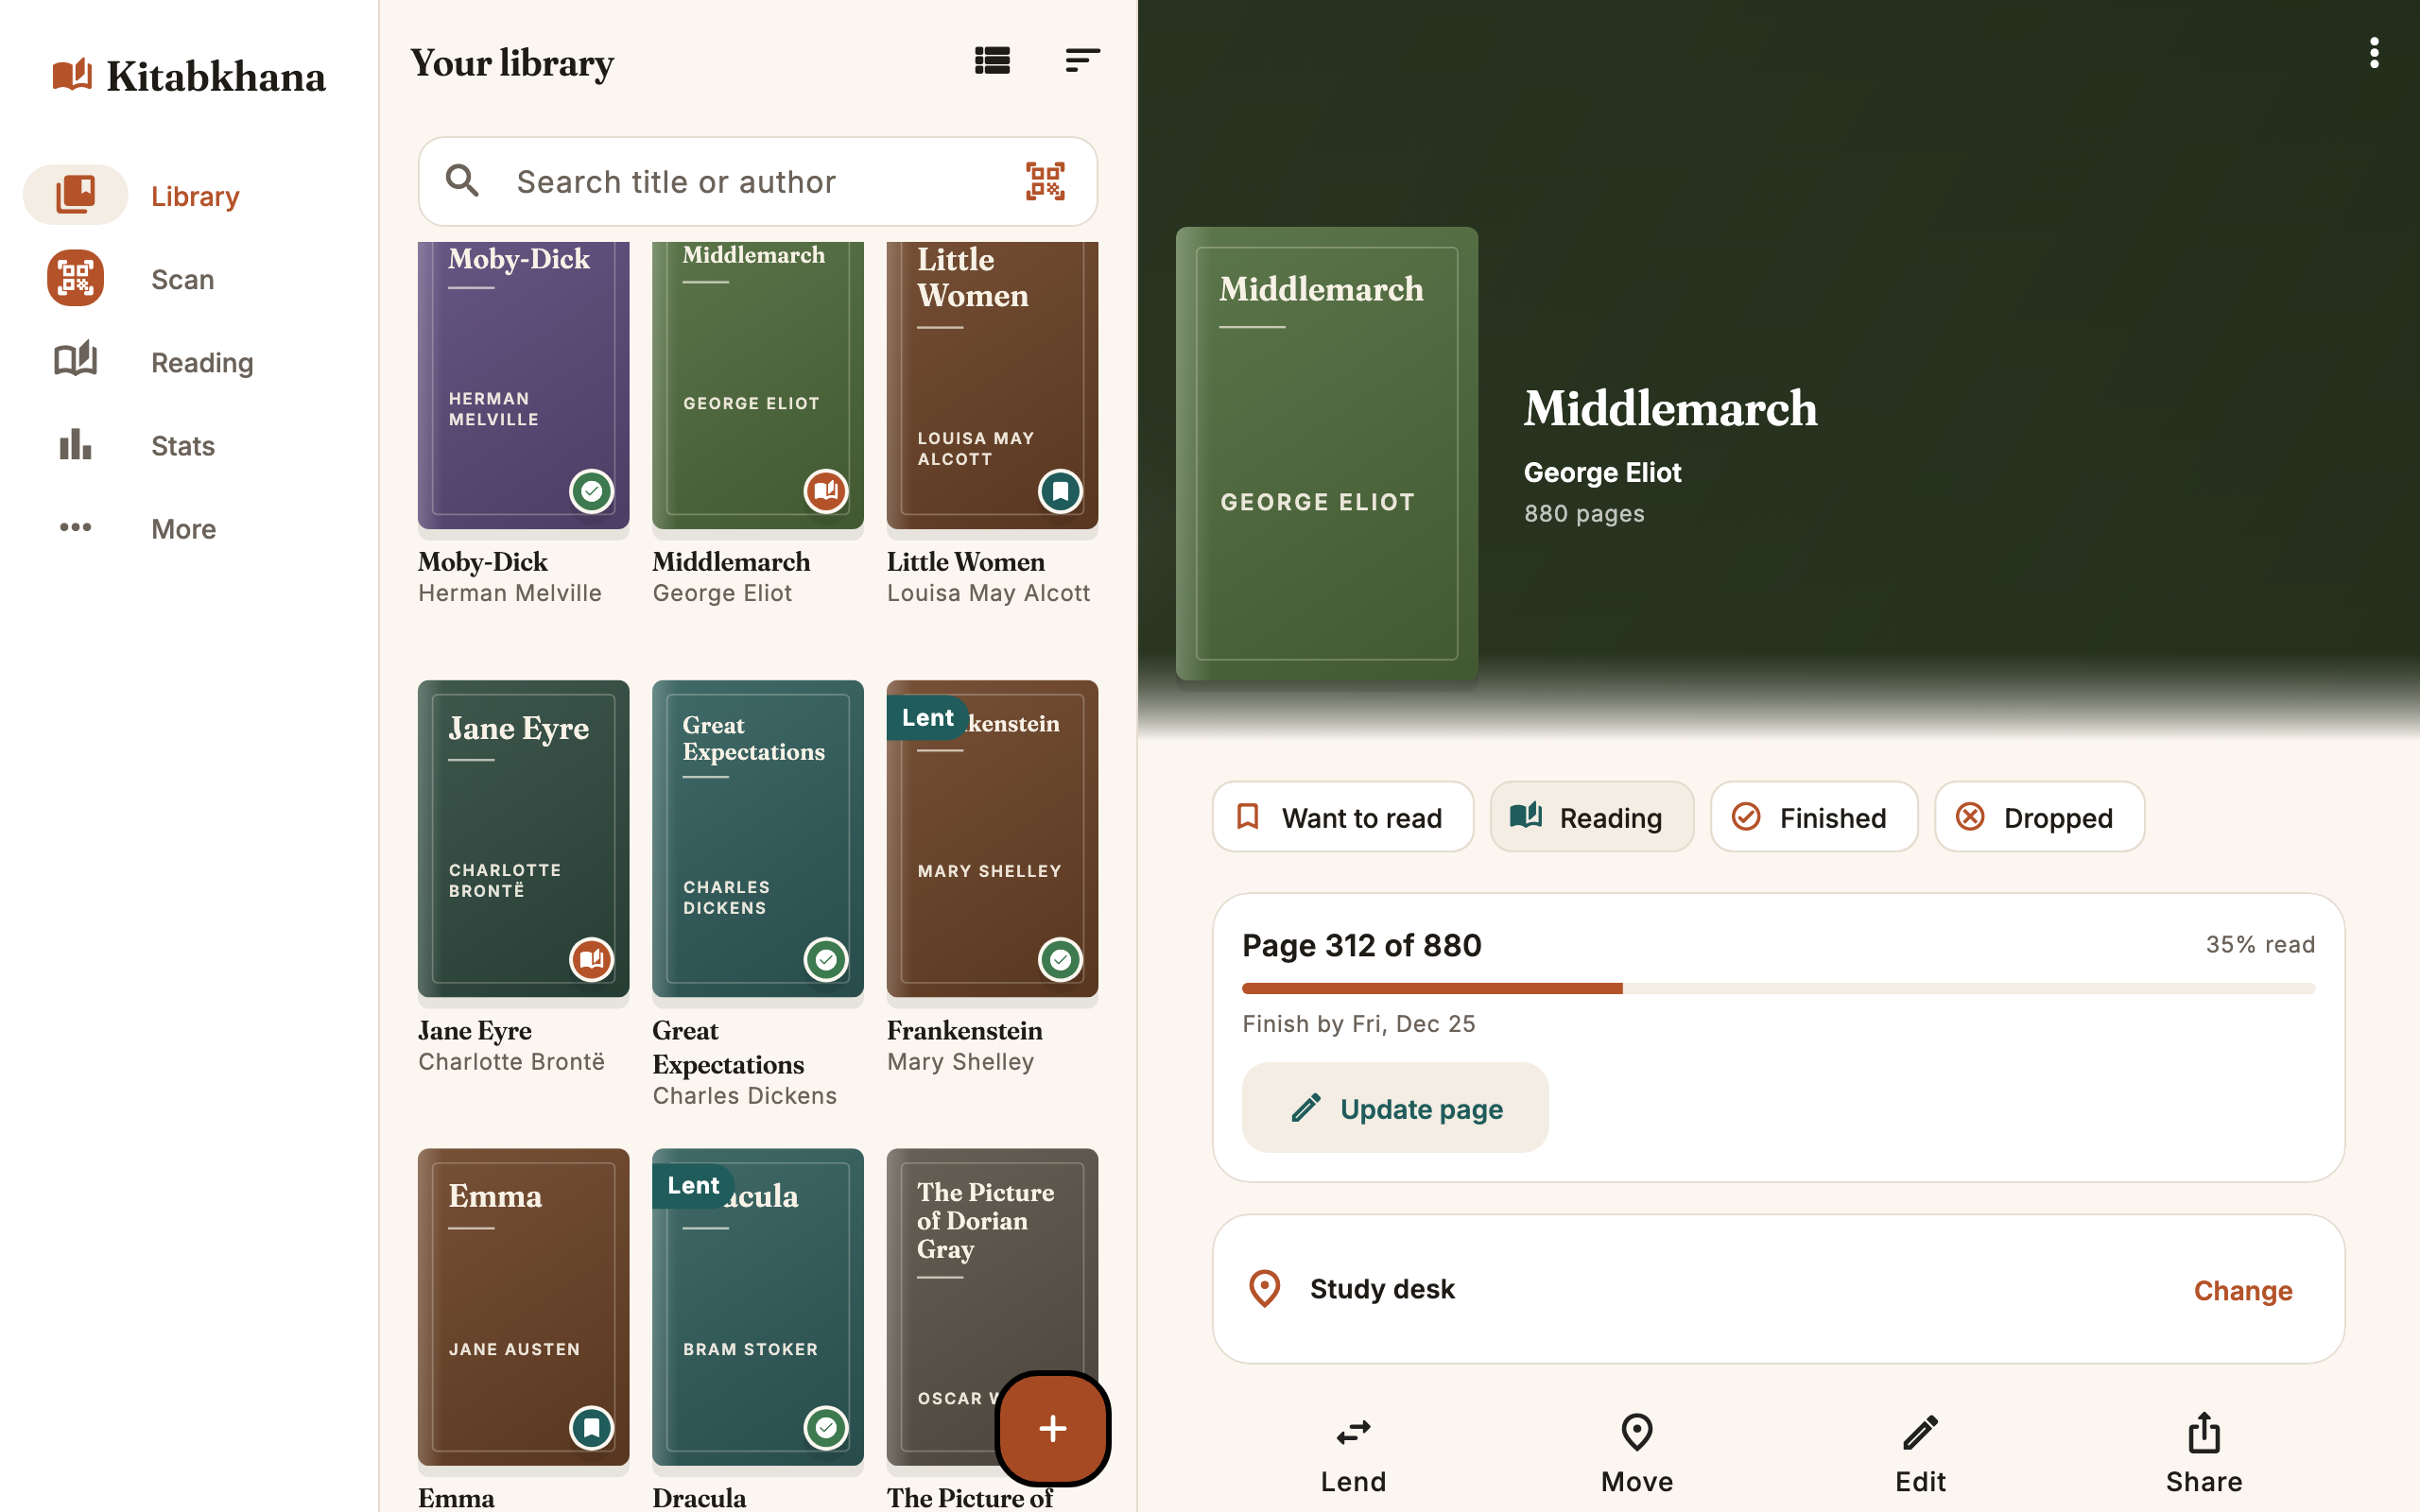 Kitabkhana
Library
Scan
Reading
Stats
More
Your library
Search title or author
Moby-Dick
HERMAN
MELVILLE
Moby-Dick
Herman Melville
Middlemarch
GEORGE ELIOT
Middlemarch
George Eliot
Little
Women
LOUISA MAY
ALCOTT
Little Women
Louisa May Alcott
Jane Eyre
CHARLOTTE
BRONTË
Jane Eyre
Charlotte Brontë
Great
Expectations
CHARLES
DICKENS
Great
Expectations
Charles Dickens
Lent
kenstein
MARY SHELLEY
Frankenstein
Mary Shelley
Emma
JANE AUSTEN
Emma
Lent
acula
BRAM STOKER
Dracula
The Picture
of Dorian
Gray
OSCAR
The Picture of
Middlemarch
GEORGE ELIOT
Middlemarch
George Eliot
880 pages
Want to read
Reading
Finished
Dropped
Page 312 of 880
35% read
Finish by Fri, Dec 25
Update page
Study desk
Change
Lend
Move
Edit
Share